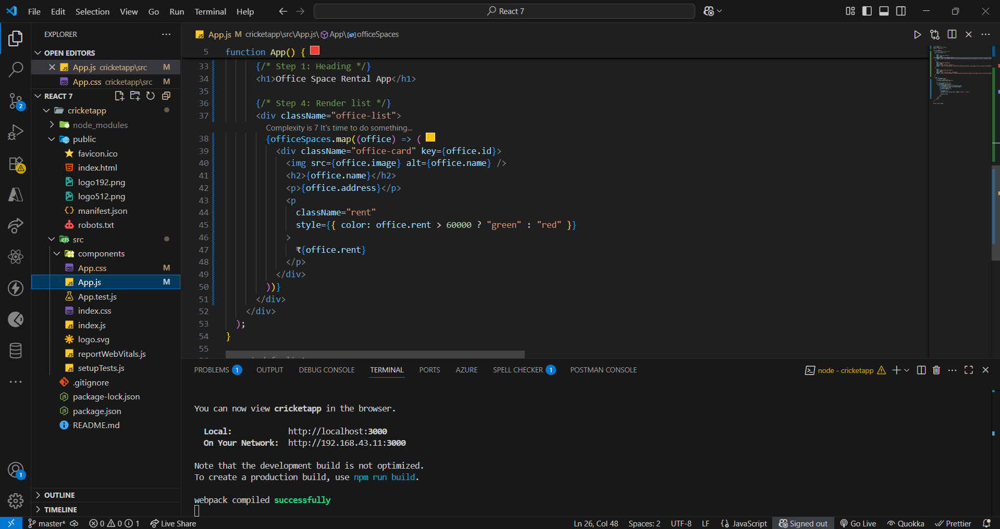 File Edit Selection View Go Run Terminal Help
React 7
EXPLORER
OPEN EDITORS
App.js cricketapp\src M
App.css cricketapp\src M
REACT 7
cricketapp
node_modules
public
favicon.ico
index.html
logo192.png
logo512.png
manifest.json
robots.txt
src
components
App.css M
App.js M
App.test.js
index.css
index.js
logo.svg
reportWebVitals.js
setupTests.js
.gitignore
package-lock.json
package.json
README.md
OUTLINE
TIMELINE
2
1
App.js M cricketapp\src\App.js\App\officeSpaces
5 function App() {
33 {/* Step 1: Heading */}
34 <h1>Office Space Rental App</h1>
35
36 {/* Step 4: Render list */}
37 <div className="office-list">
Complexity is 7 It's time to do something...
38 {officeSpaces.map((office) => (
39 <div className="office-card" key={office.id}>
40 <img src={office.image} alt={office.name} />
41 <h2>{office.name}</h2>
42 <p>{office.address}</p>
43 <p
44 className="rent"
45 style={{ color: office.rent > 60000 ? "green" : "red" }}
46 >
47 ₹{office.rent}
48 </p>
49 </div>
50 ))}
51 </div>
52 </div>
53 );
54 }
55
PROBLEMS 1 OUTPUT DEBUG CONSOLE TERMINAL PORTS AZURE SPELL CHECKER 1 POSTMAN CONSOLE
node - cricketapp
You can now view cricketapp in the browser.
Local: http://localhost:3000
On Your Network: http://192.168.43.11:3000
Note that the development build is not optimized.
To create a production build, use npm run build.
webpack compiled successfully
master* 0 0 1 Live Share
Ln 26, Col 48 Spaces: 2 UTF-8 LF {} JavaScript Signed out Go Live Quokka Prettier